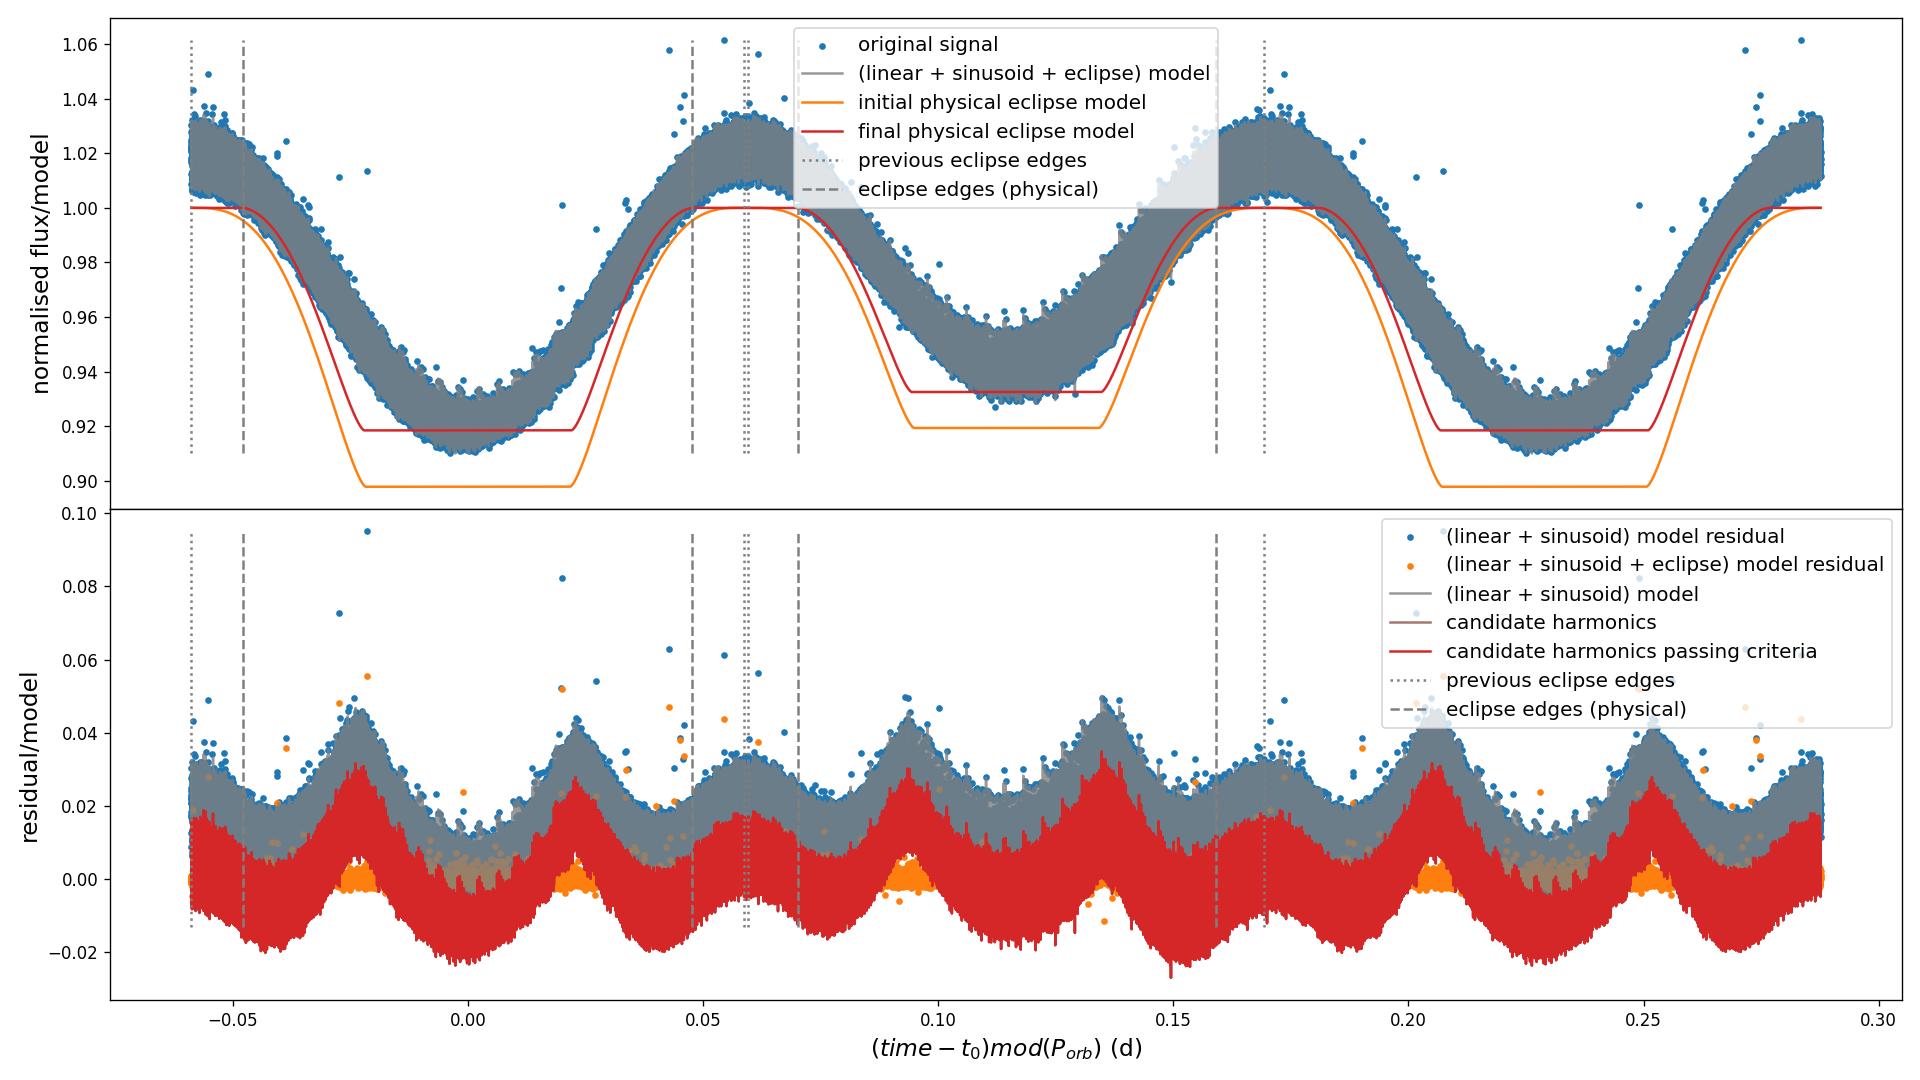 normalised flux/model
1.06
1.04
1.02
1.00
0.98
0.96
0.94
0.92
0.90
original signal
(linear + sinusoid + eclipse) model
initial physical eclipse model
final physical eclipse model
previous eclipse edges
eclipse edges (physical)
residual/model
0.10
0.08
0.06
0.04
0.02
0.00
−0.02
(linear + sinusoid) model residual
(linear + sinusoid + eclipse) model residual
(linear + sinusoid) model
candidate harmonics
candidate harmonics passing criteria
previous eclipse edges
eclipse edges (physical)
−0.05 0.00 0.05 0.10 0.15 0.20 0.25 0.30
(time − t₀)mod(P_orb) (d)